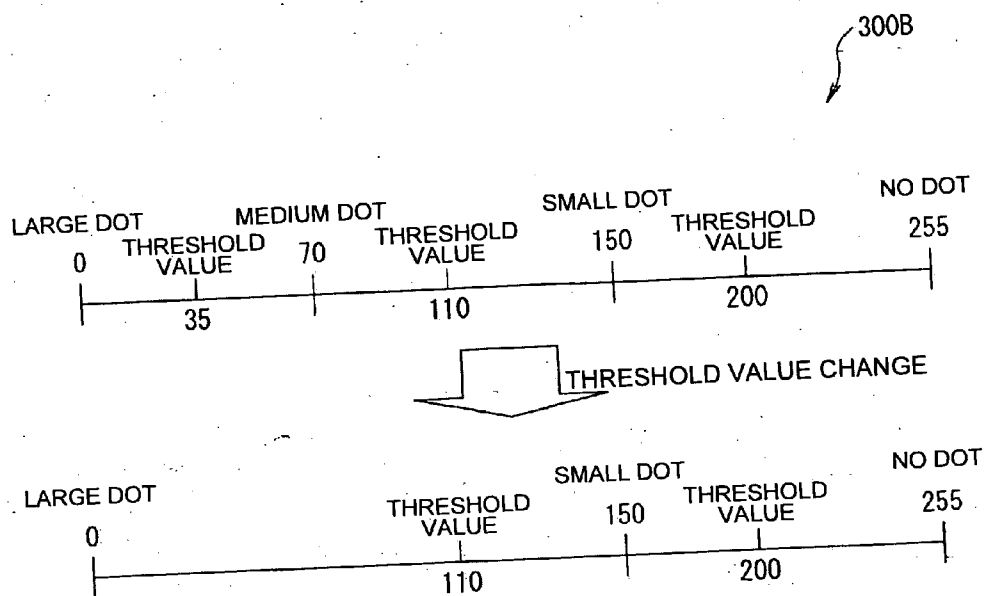 300B
LARGE DOT MEDIUM DOT SMALL DOT NO DOT
0 THRESHOLD VALUE 70 THRESHOLD VALUE 150 THRESHOLD VALUE 255
35 110 200
THRESHOLD VALUE CHANGE
LARGE DOT SMALL DOT NO DOT
0 THRESHOLD VALUE 150 THRESHOLD VALUE 255
110 200